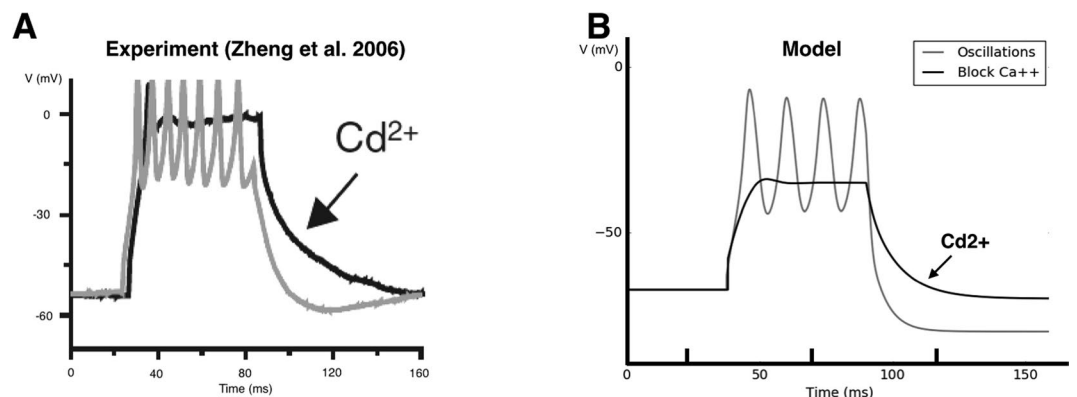 A
Experiment (Zheng et al. 2006)
V (mV)
0
-30
-60
Cd2+
0
40
80
120
160
Time (ms)
B
Model
V (mV)
0
−50
Oscillations
Block Ca++
Cd2+
0
50
100
150
Time (ms)